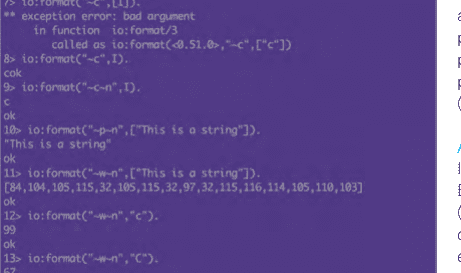 7> io:format("~c",[I]).
** exception error: bad argument
in function io:format/3
called as io:format(<0.51.0>,"~c",["c"])
8> io:format("~c",I).
cok
9> io:format("~c~n",I).
c
ok
10> io:format("~p~n",["This is a string"]).
"This is a string"
ok
11> io:format("~w~n",["This is a string"]).
[84,104,105,115,32,105,115,32,97,32,115,116,114,105,110,103]
ok
12> io:format("~w~n","c").
99
ok
13> io:format("~w~n","C").
67